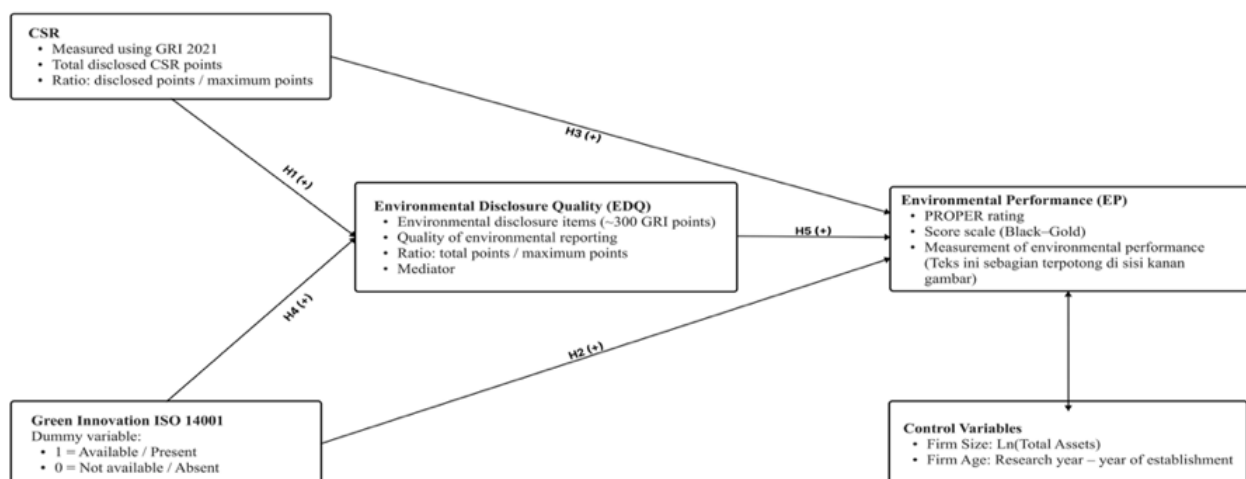 CSR
• Measured using GRI 2021
• Total disclosed CSR points
• Ratio: disclosed points / maximum points
H3 (+)
H1 (+)
Environmental Disclosure Quality (EDQ)
• Environmental disclosure items (~300 GRI points)
• Quality of environmental reporting
• Ratio: total points / maximum points
• Mediator
H5 (+)
Environmental Performance (EP)
• PROPER rating
• Score scale (Black–Gold)
• Measurement of environmental performance
(Teks ini sebagian terpotong di sisi kanan
gambar)
H4 (+)
H2 (+)
Green Innovation ISO 14001
Dummy variable:
• 1 = Available / Present
• 0 = Not available / Absent
Control Variables
• Firm Size: Ln(Total Assets)
• Firm Age: Research year – year of establishment